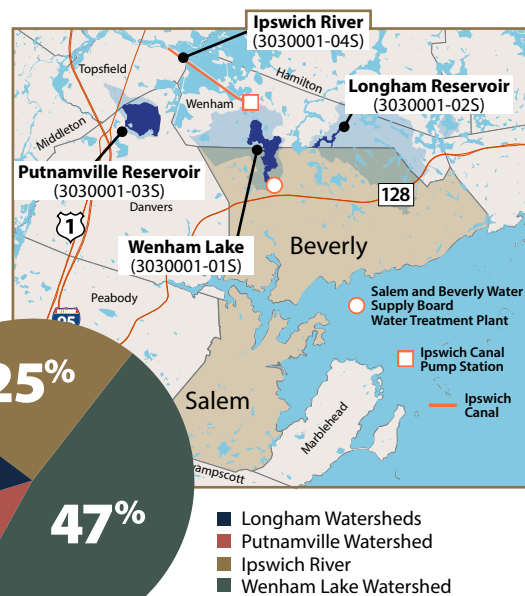 Ipswich River
(3030001-04S)
Topsfield
Hamilton
Longham Reservoir
(3030001-02S)
Wenham
Middleton
Putnamville Reservoir
(3030001-03S)
128
Danvers
1
Wenham Lake
(3030001-01S)
Beverly
Peabody
Salem and Beverly Water
Supply Board
Water Treatment Plant
95
Ipswich Canal
Pump Station
25%
Salem
Ipswich
Canal
Marblehead
wampscott
47%
Longham Watersheds
Putnamville Watershed
Ipswich River
Wenham Lake Watershed